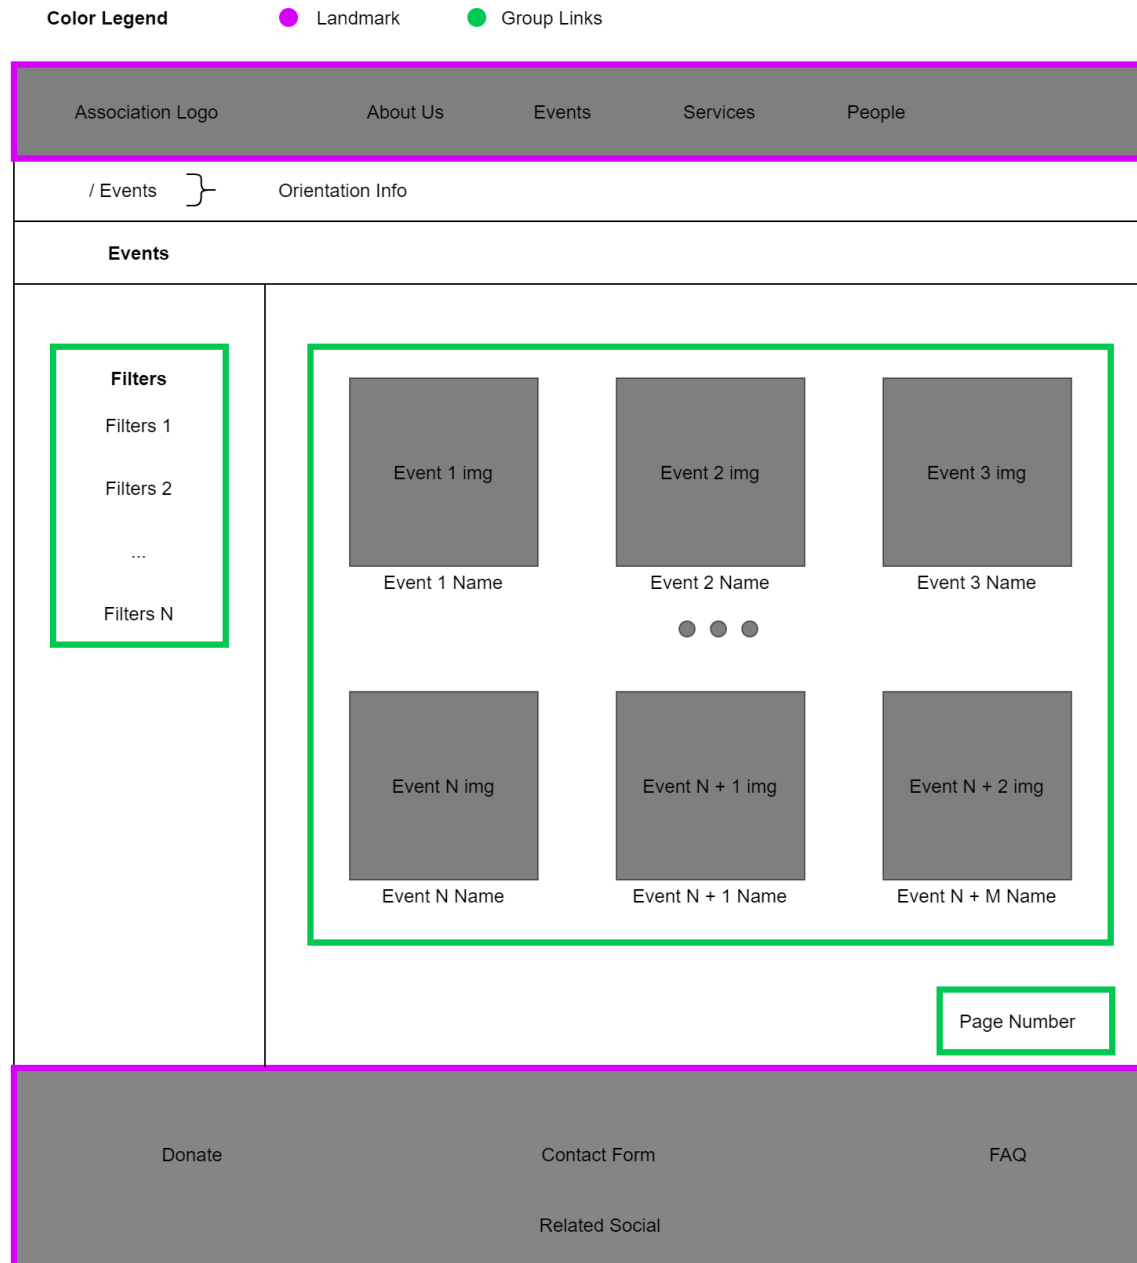 Color Legend Landmark Group Links
Association Logo About Us Events Services People
/ Events Orientation Info
Events
Filters
Filters 1
Filters 2
...
Filters N
Event 1 img Event 2 img Event 3 img
Event 1 Name Event 2 Name Event 3 Name
Event N img Event N + 1 img Event N + 2 img
Event N Name Event N + 1 Name Event N + M Name
Page Number
Donate Contact Form FAQ
Related Social